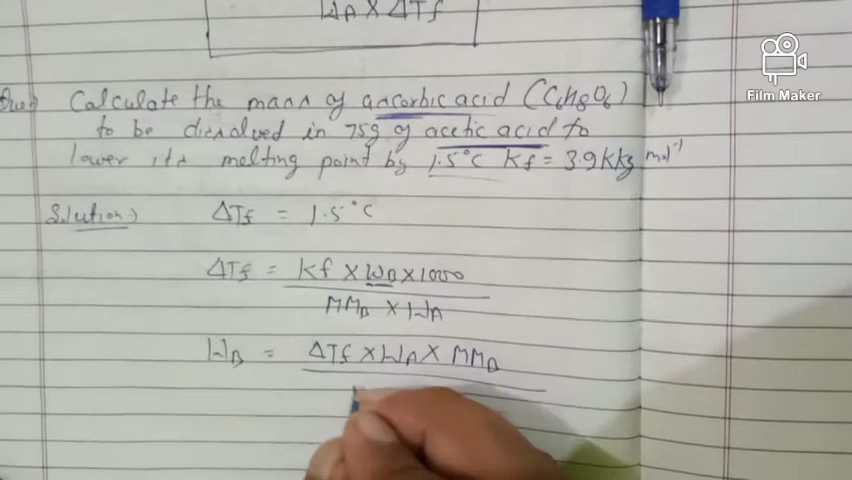 WA × ΔTf
Que) Calculate the mass of ascorbic acid (C6H8O6)
to be dissolved in 75g of acetic acid to
lower its melting point by 1.5°C Kf = 3.9 K kg mol⁻¹
Solution) ΔTf = 1.5°C
ΔTf = Kf × WB × 1000
MMB × WA
WB = ΔTf × WA × MMB
Film Maker